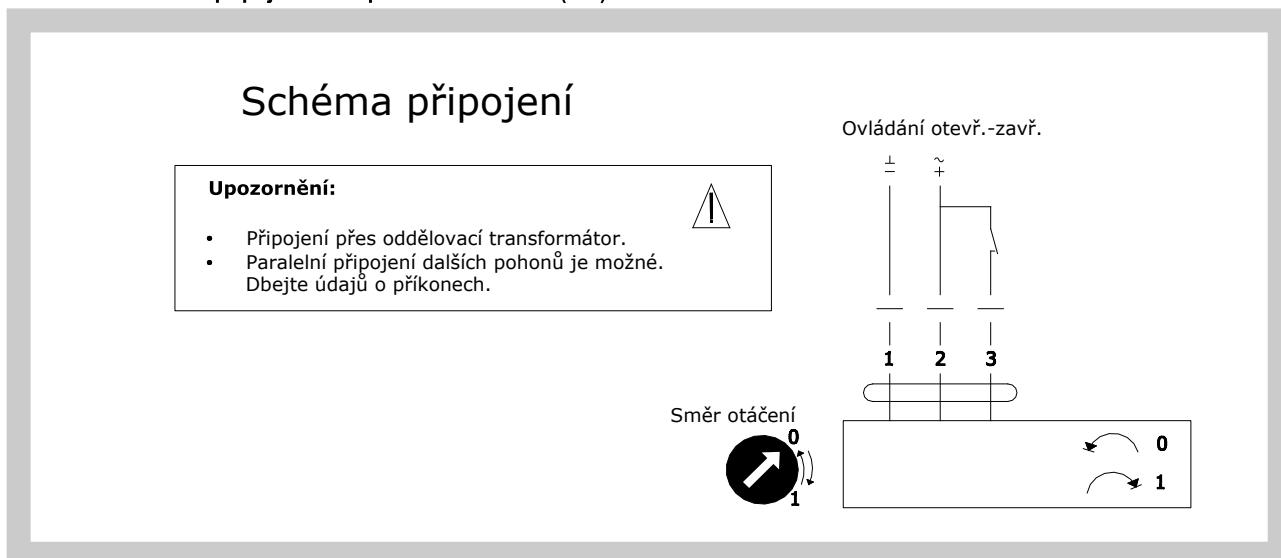 Schéma připojení
Ovládání otevř.-zavř.
⊥ ~
− +
Upozornění:
• Připojení přes oddělovací transformátor.
• Paralelní připojení dalších pohonů je možné.
Dbejte údajů o příkonech.
1 2 3
Směr otáčení
0
1
0
1